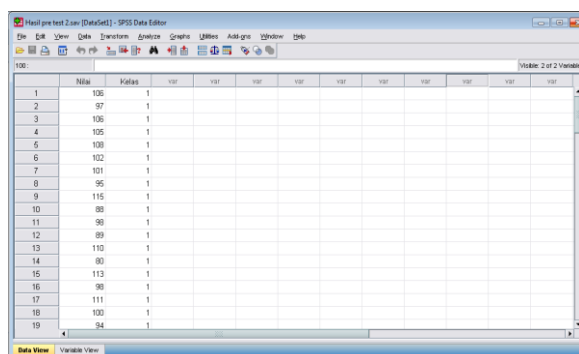 Hasil pre test 2.sav [DataSet1] - SPSS Data Editor
File Edit View Data Transform Analyze Graphs Utilities Add-ons Window Help
100 : Visible: 2 of 2 Variable
Nilai Kelas var var var var var var var var var var
1 106 1
2 97 1
3 106 1
4 105 1
5 108 1
6 102 1
7 101 1
8 95 1
9 115 1
10 88 1
11 98 1
12 89 1
13 110 1
14 80 1
15 113 1
16 98 1
17 111 1
18 100 1
19 94 1
Data View Variable View